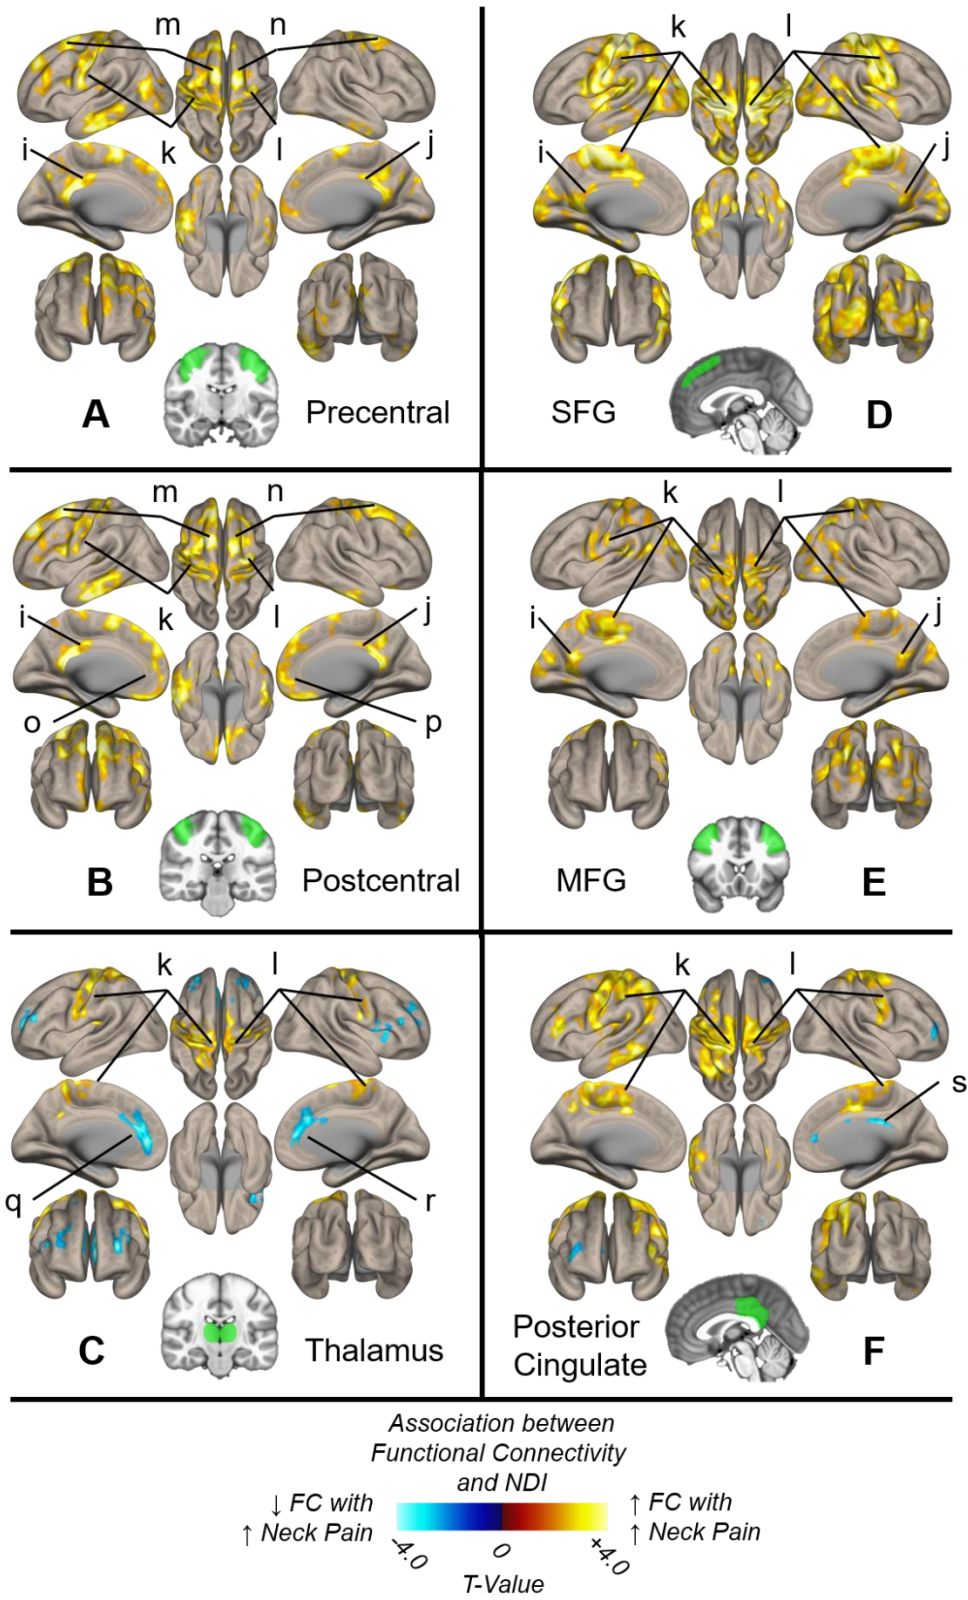 m n
k l
i j
k l
A Precentral
i j
SFG D
m n
k l
i j
k l
o p
i j
B Postcentral
MFG E
k l
k l
s
q r
C Thalamus
Posterior
Cingulate F
Association between
Functional Connectivity
and NDI
↓ FC with
↑ Neck Pain
↑ FC with
↑ Neck Pain
-4.0 0 +4.0
T-Value